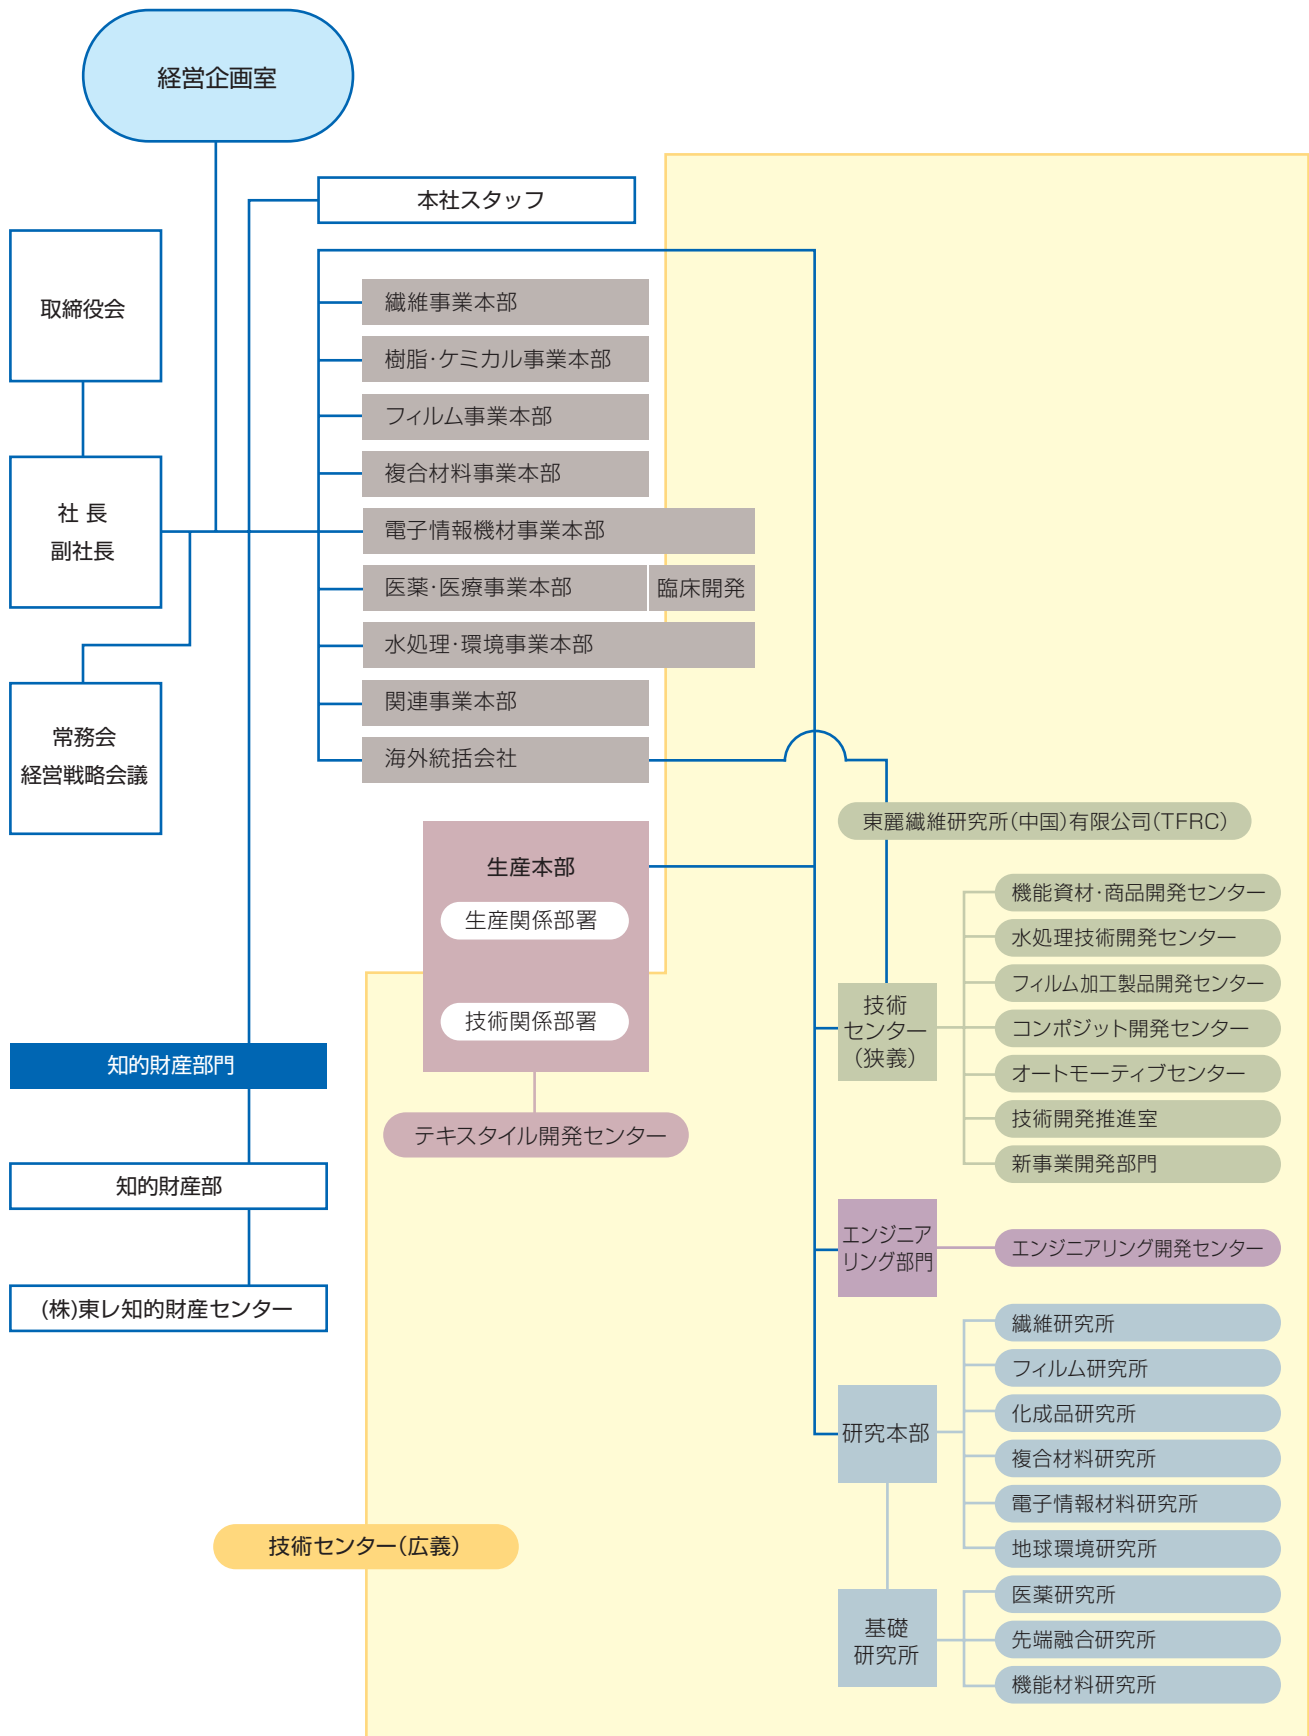 経営企画室
本社スタッフ
取締役会
社 長
副社長
常務会
経営戦略会議
繊維事業本部
樹脂・ケミカル事業本部
フィルム事業本部
複合材料事業本部
電子情報機材事業本部
医薬・医療事業本部
臨床開発
水処理・環境事業本部
関連事業本部
海外統括会社
生産本部
生産関係部署
技術関係部署
テキスタイル開発センター
知的財産部門
知的財産部
(株)東レ知的財産センター
技術センター(広義)
東麗繊維研究所(中国)有限公司(TFRC)
技術
センター
(狭義)
機能資材・商品開発センター
水処理技術開発センター
フィルム加工製品開発センター
コンポジット開発センター
オートモーティブセンター
技術開発推進室
新事業開発部門
エンジニア
リング部門
エンジニアリング開発センター
研究本部
繊維研究所
フィルム研究所
化成品研究所
複合材料研究所
電子情報材料研究所
地球環境研究所
基礎
研究所
医薬研究所
先端融合研究所
機能材料研究所